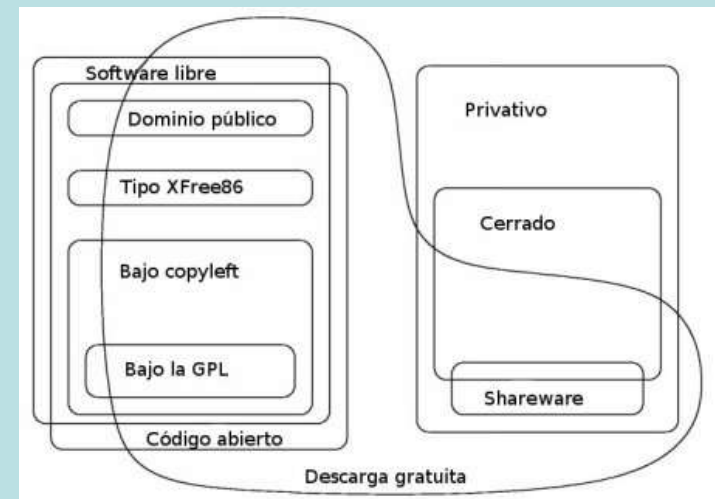 Software libre
Dominio público
Tipo XFree86
Bajo copyleft
Bajo la GPL
Código abierto
Privativo
Cerrado
Shareware
Descarga gratuita